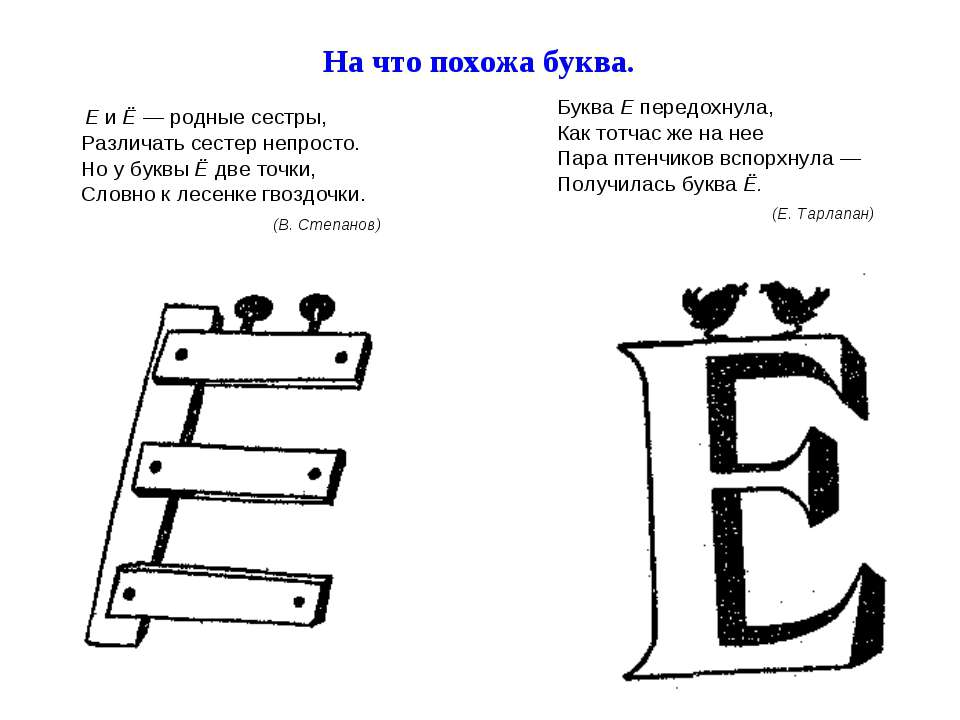 На что похожа буква.
Е и Ё — родные сестры,
Различать сестер непросто.
Но у буквы Ё две точки,
Словно к лесенке гвоздочки.
(В. Степанов)
Буква Е передохнула,
Как тотчас же на нее
Пара птенчиков вспорхнула —
Получилась буква Ё.
(Е. Тарлапан)
Ё
Ё